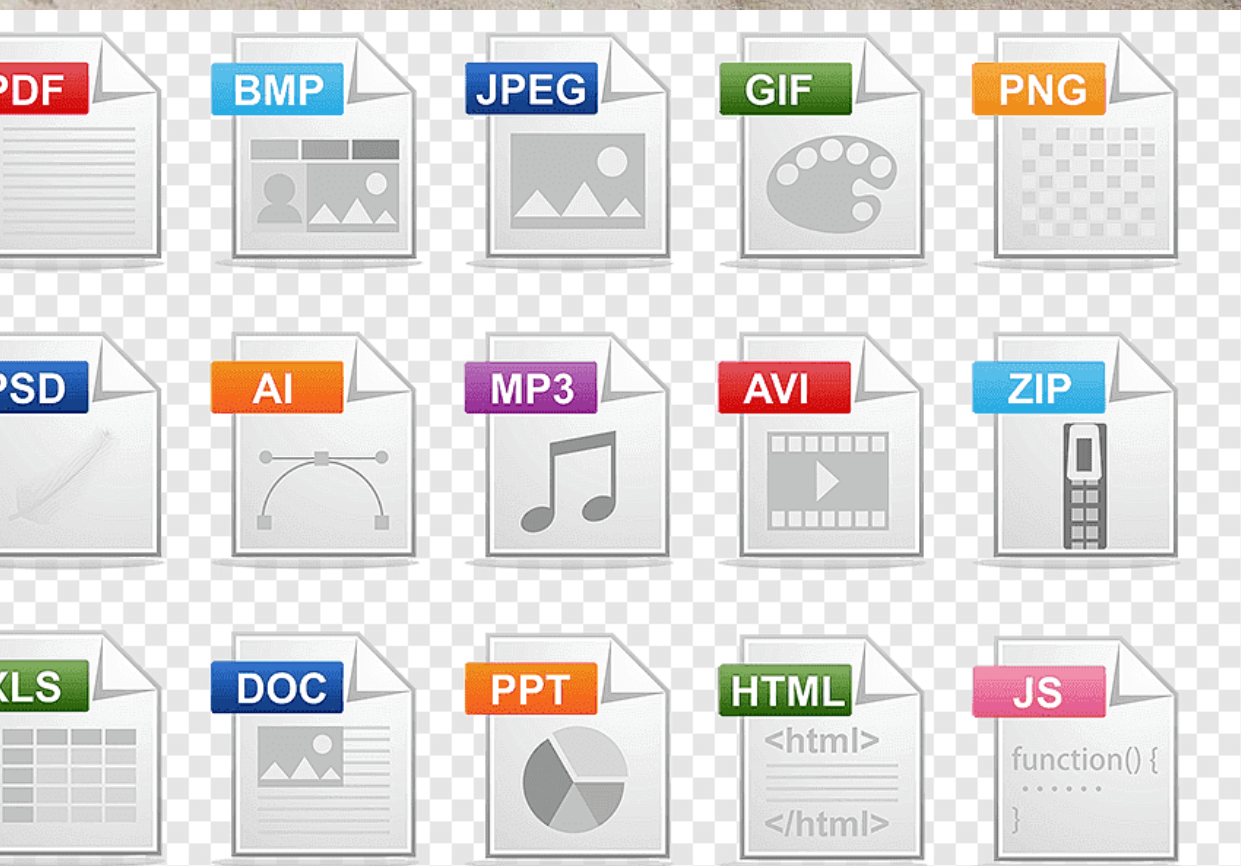 PDF BMP JPEG GIF PNG
PSD AI MP3 AVI ZIP
XLS DOC PPT HTML JS
<html>
function() {
</html>
}